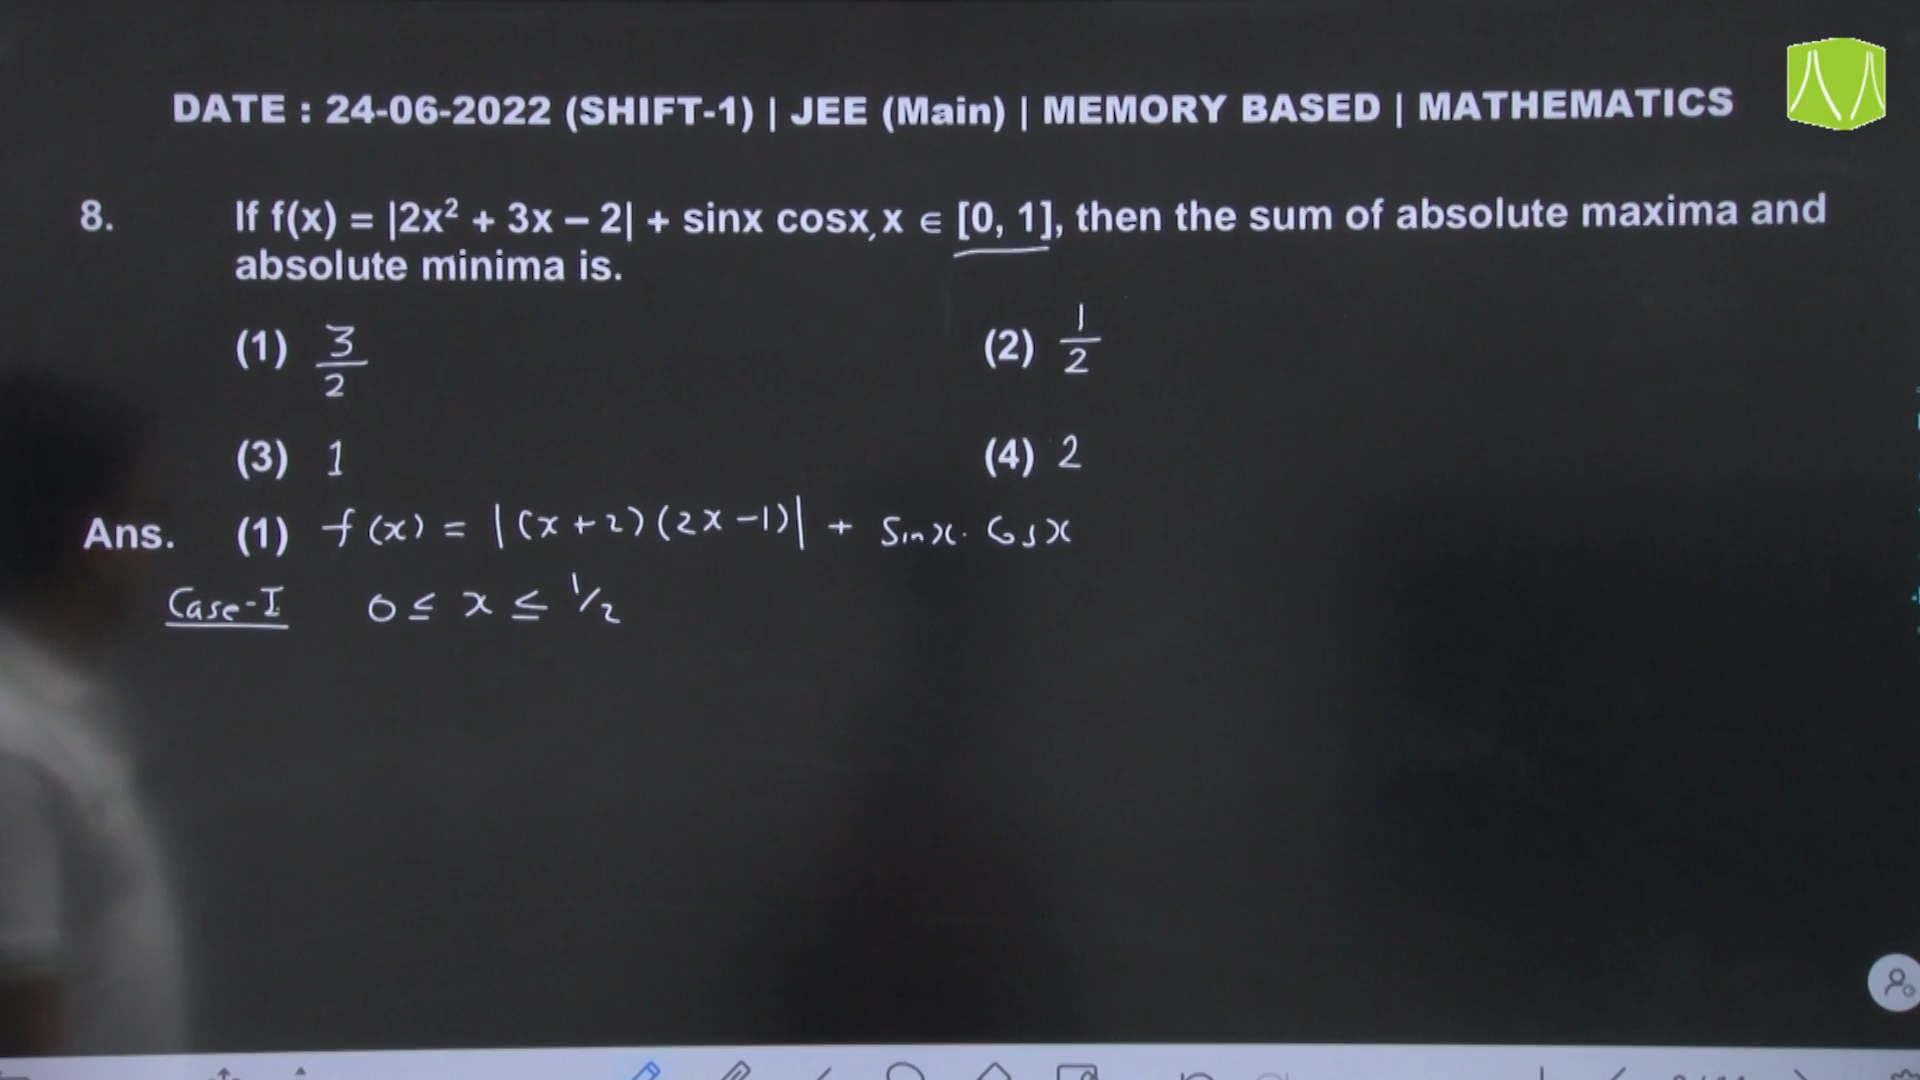 DATE : 24-06-2022 (SHIFT-1) | JEE (Main) | MEMORY BASED | MATHEMATICS
8. If f(x) = |2x² + 3x – 2| + sinx cosx, x ∈ [0, 1], then the sum of absolute maxima and
absolute minima is.
(1) 3/2 (2) 1/2
(3) 1 (4) 2
Ans. (1) f(x) = |(x+2)(2x-1)| + Sinx. Cosx
Case-I 0 ≤ x ≤ 1/2